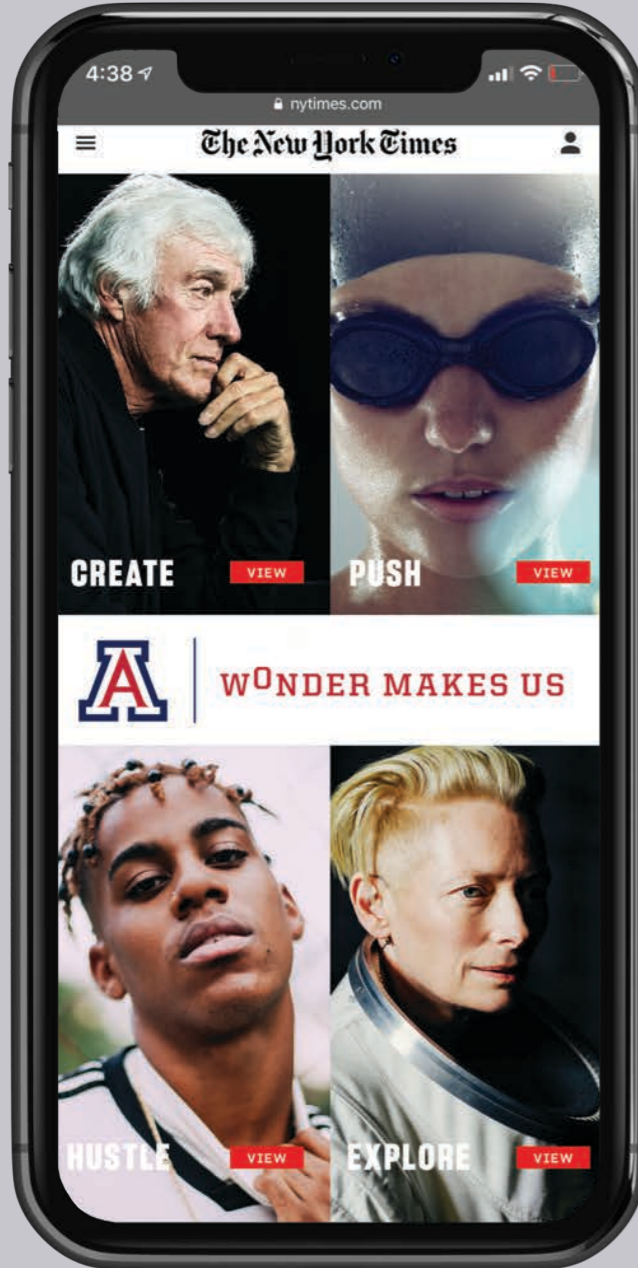 4:38
nytimes.com
The New York Times
CREATE
VIEW
PUSH
VIEW
A
WONDER MAKES US
HUSTLE
VIEW
EXPLORE
VIEW